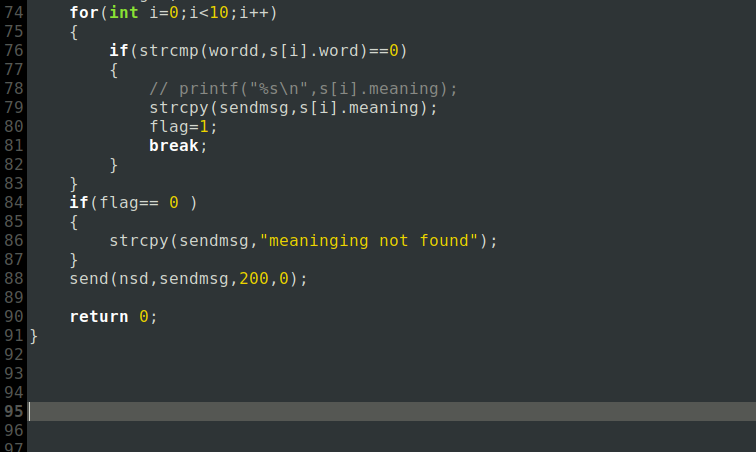 74 for(int i=0;i<10;i++)
75 {
76 if(strcmp(wordd,s[i].word)==0)
77 {
78 // printf("%s\n",s[i].meaning);
79 strcpy(sendmsg,s[i].meaning);
80 flag=1;
81 break;
82 }
83 }
84 if(flag== 0 )
85 {
86 strcpy(sendmsg,"meaninging not found");
87 }
88 send(nsd,sendmsg,200,0);
89
90 return 0;
91 }
92
93
94
95
96
97